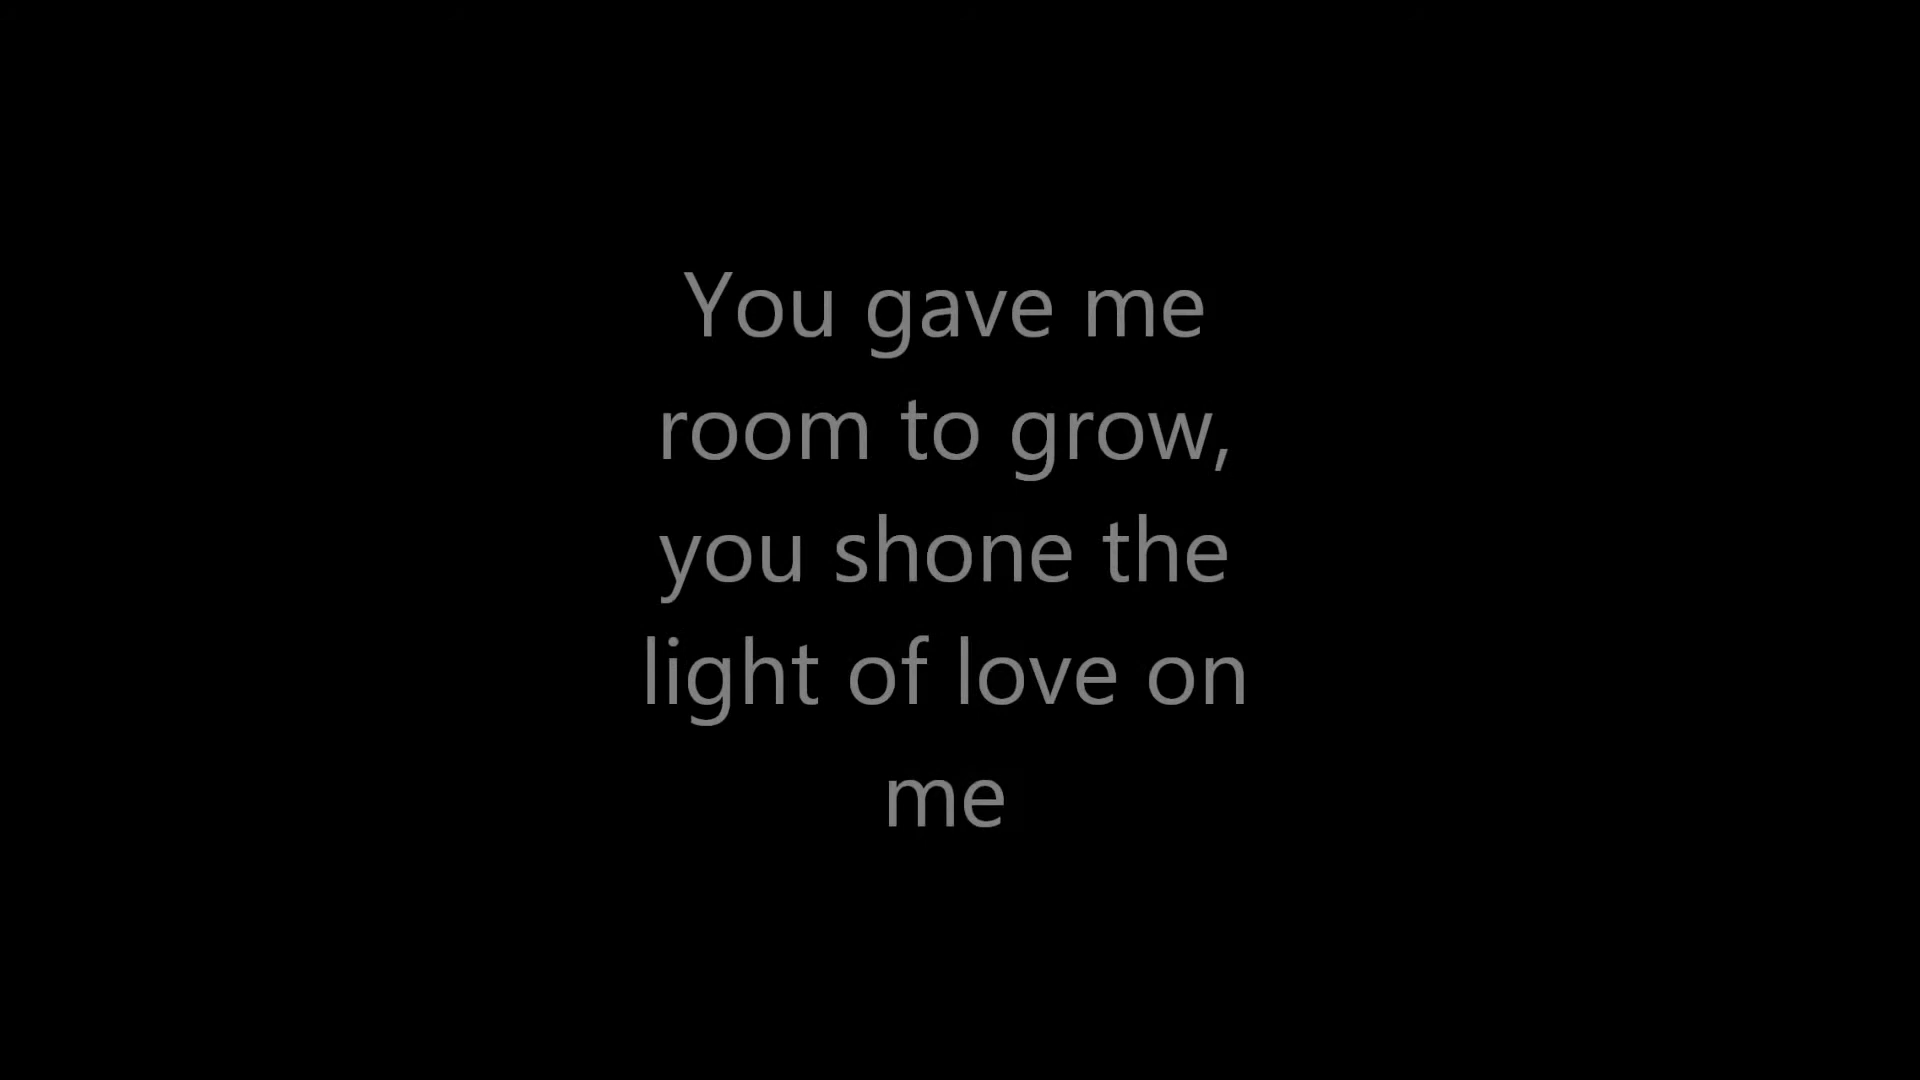 You gave me
room to grow,
you shone the
light of love on
me